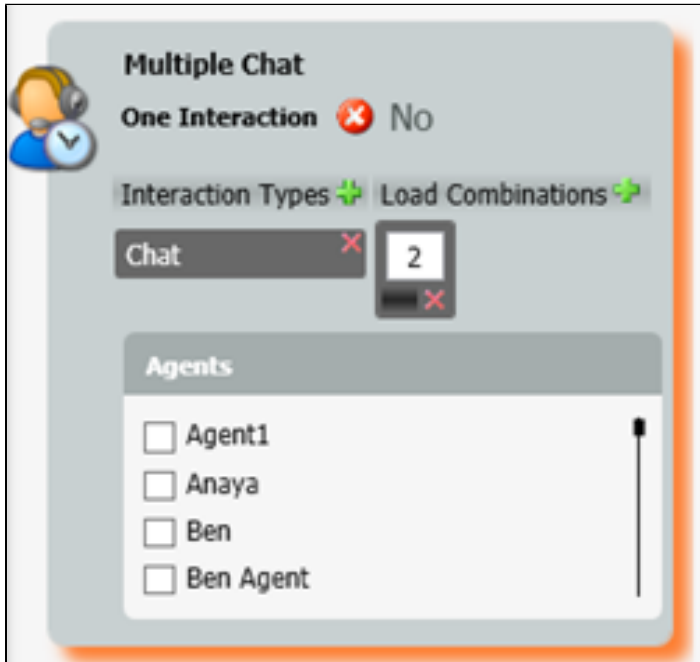 Multiple Chat
One Interaction No
Interaction Types Load Combinations
Chat 2
Agents
Agent1
Anaya
Ben
Ben Agent